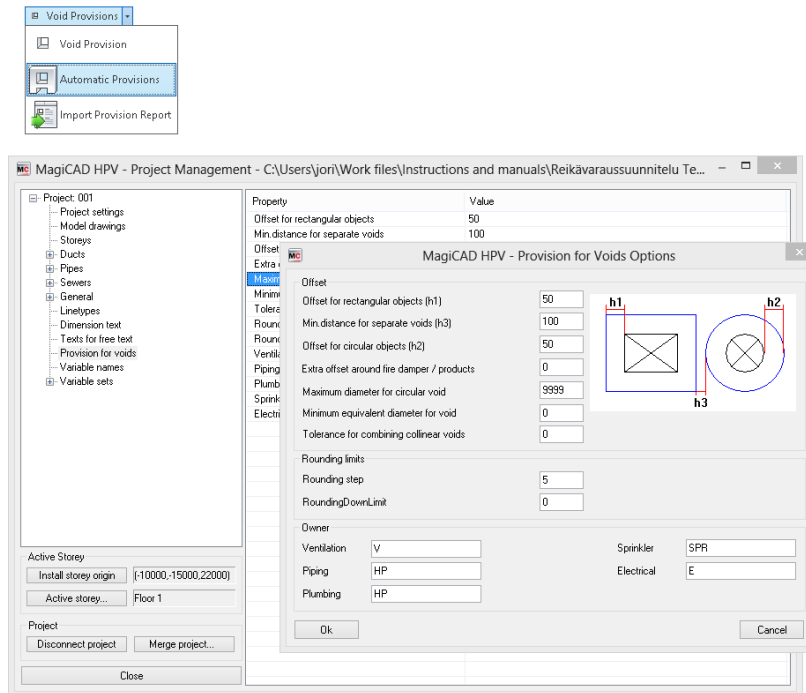 Void Provisions
Void Provision
Automatic Provisions
Import Provision Report
MagiCAD HPV - Project Management - C:\Users\jori\Work files\Instructions and manuals\Reikävaraussuunnitelu Te...
Project: 001
Project settings
Model drawings
Storeys
Ducts
Pipes
Sewers
General
Linetypes
Dimension text
Texts for free text
Provision for voids
Variable names
Variable sets
Active Storey
Install storey origin (-10000,-15000,22000)
Active storey... Floor 1
Project
Disconnect project Merge project...
Close
Property Value
Offset for rectangular objects 50
Min.distance for separate voids 100
Offset
Extra
Maxim
Minimu
Tolera
Round
Round
Ventila
Piping
Plumb
Sprink
Electri
MagiCAD HPV - Provision for Voids Options
Offset
Offset for rectangular objects (h1) 50
Min.distance for separate voids (h3) 100
Offset for circular objects (h2) 50
Extra offset around fire damper / products 0
Maximum diameter for circular void 9999
Minimum equivalent diameter for void 0
Tolerance for combining collinear voids 0
h1 h2
h3
Rounding limits
Rounding step 5
RoundingDownLimit 0
Owner
Ventilation V Sprinkler SPR
Piping HP Electrical E
Plumbing HP
Ok Cancel